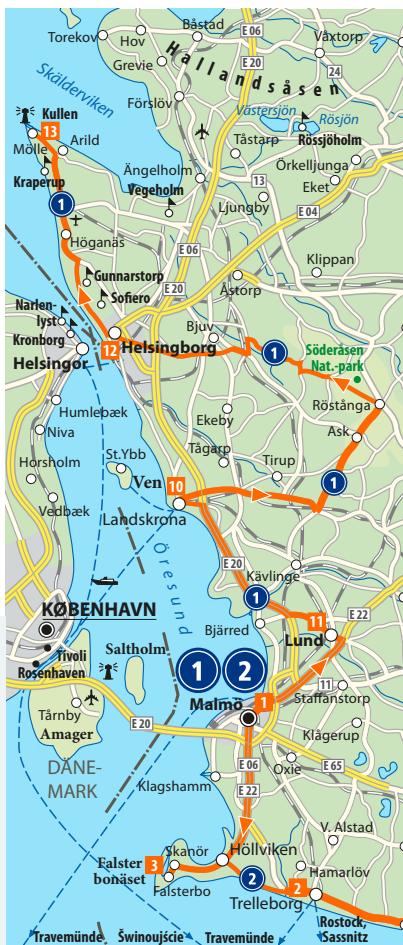 Torekov
Hov
Båstad
E 06
Våxtorp
Grevie
E 20
24
Hallandsåsen
Skälderviken
Förslöv
Västersjön
Rösjön
Kullen
13
Mölle
Arild
Tåstarp
Rössjöholm
Örkelljunga
Kraperup
Ängelholm
Vegeholm
13
Eket
Ljungby
E 04
1
Höganäs
E 06
Klippan
Gunnarstorp
E 20
Åstorp
Sofiero
Narlen-
lyst
Kronborg
Helsingør
12
Helsingborg
Bjuv
1
Söderåsen
Nat.-park
Humlebæk
Röstånga
Niva
Ekeby
Ask
St.Ybb
Tågarp
Tirup
Horsholm
Ven
10
1
Vedbæk
Landskrona
Öresund
E 20
Kävlinge
1
KØBENHAVN
Bjärred
11
E 22
Lund
Tivoli
Rosenhaven
Saltholm
1
2
11
Staffanstorp
Malmö
1
Tårnby
Amager
E 20
Klågerup
DÄNE-
MARK
E 06
Oxie
E 65
Klagshamn
E 22
V. Alstad
Skanör
Höllviken
Falster
bonäset
3
Hamarlöv
Falsterbo
2
2
Trelleborg
Travemünde
Świnoujście
Travemünde
Rostock,
Sassnitz